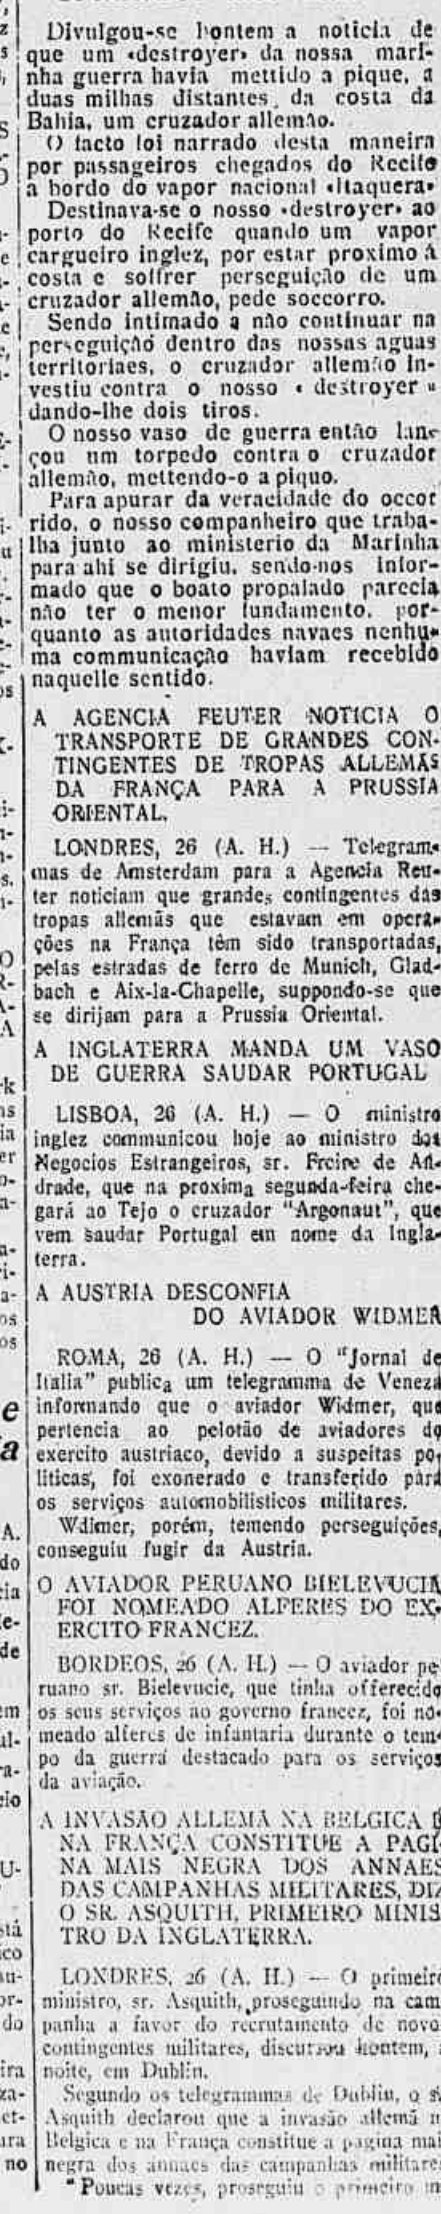 Divulgou-se hontem a noticia de
que um «destroyer» da nossa mari-
nha guerra havia mettido a pique, a
duas milhas distantes da costa da
Bahia, um cruzador allemão.
O facto foi narrado desta maneira
por passageiros chegados do Recife
a bordo do vapor nacional «Itaquera»
Destinava-se o nosso «destroyer» ao
porto do Recife quando um vapor
cargueiro inglez, por estar proximo á
costa e soffrer perseguição de um
cruzador allemão, pede soccorro.
Sendo intimado a não continuar na
perseguição dentro das nossas aguas
territoriaes, o cruzador allemão in-
vestiu contra o nosso « destroyer »
dando-lhe dois tiros.
O nosso vaso de guerra então lan-
çou um torpedo contra o cruzador
allemão, mettendo-o a pique.
Para apurar da veracidade do occor
rido, o nosso companheiro que traba-
lha junto ao ministerio da Marinha
para ahi se dirigiu, sendo-nos infor-
mado que o boato propalado parecia
não ter o menor fundamento, por-
quanto as autoridades navaes nenhu-
ma communicação haviam recebido
naquelle sentido.
A AGENCIA FEUTER NOTICIA O
TRANSPORTE DE GRANDES CON-
TINGENTES DE TROPAS ALLEMÃS
DA FRANÇA PARA A PRUSSIA
ORIENTAL.
LONDRES, 26 (A. H.) — Telegram-
mas de Amsterdam para a Agencia Reu-
ter noticiam que grandes contingentes das
tropas allemãs que estavam em opera-
ções na França têm sido transportadas,
pelas estradas de ferro de Munich, Glad-
bach e Aix-la-Chapelle, suppondo-se que
se dirijam para a Prussia Oriental.
A INGLATERRA MANDA UM VASO
DE GUERRA SAUDAR PORTUGAL
LISBOA, 26 (A. H.) — O ministro
inglez communicou hoje ao ministro dos
Negocios Estrangeiros, sr. Freire de An-
drade, que na proxima segunda-feira che-
gará ao Tejo o cruzador "Argonaut", que
vem saudar Portugal em nome da Ingla-
terra.
A AUSTRIA DESCONFIA
DO AVIADOR WIDMER
ROMA, 26 (A. H.) — O "Jornal de
Italia" publica um telegramma de Veneza
informando que o aviador Widmer, que
pertencia ao pelotão de aviadores do
exercito austriaco, devido a suspeitas po-
liticas, foi exonerado e transferido para
os serviços automobilisticos militares.
Wdimer, porém, temendo perseguições,
conseguiu fugir da Austria.
O AVIADOR PERUANO BIELEVUCIA
FOI NOMEADO ALFERES DO EX-
ERCITO FRANCEZ.
BORDEOS, 26 (A. H.) — O aviador pe
ruano sr. Bielevucie, que tinha offerecido
os seus serviços ao governo francez, foi no-
meado alferes de infantaria durante o tem-
po da guerra destacado para os serviços
da aviação.
A INVASÃO ALLEMÃ NA BELGICA E
NA FRANÇA CONSTITUE A PAGI-
NA MAIS NEGRA DOS ANNAES
DAS CAMPANHAS MILITARES, DIZ
O SR. ASQUITH, PRIMEIRO MINIS
TRO DA INGLATERRA.
LONDRES, 26 (A. H.) — O primeiro
ministro, sr. Asquith, proseguindo na cam
panha a favor do recrutamento de novo
contingentes militares, discursou hontem, á
noite, em Dublin.
Segundo os telegrammas de Dublin, o s.
Asquith declarou que a invasão allemã n
Belgica e na França constitue a pagina mai
negra dos annaes das campanhas militare
"Poucas vezes, proseguiu o primeiro m